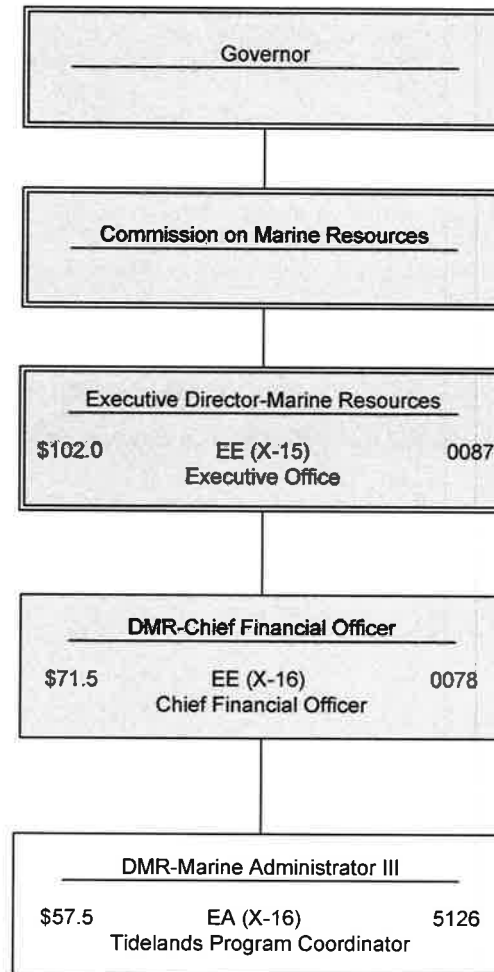 Governor
Commission on Marine Resources
Executive Director-Marine Resources
$102.0 EE (X-15) 0087
Executive Office
DMR-Chief Financial Officer
$71.5 EE (X-16) 0078
Chief Financial Officer
DMR-Marine Administrator III
$57.5 EA (X-16) 5126
Tidelands Program Coordinator